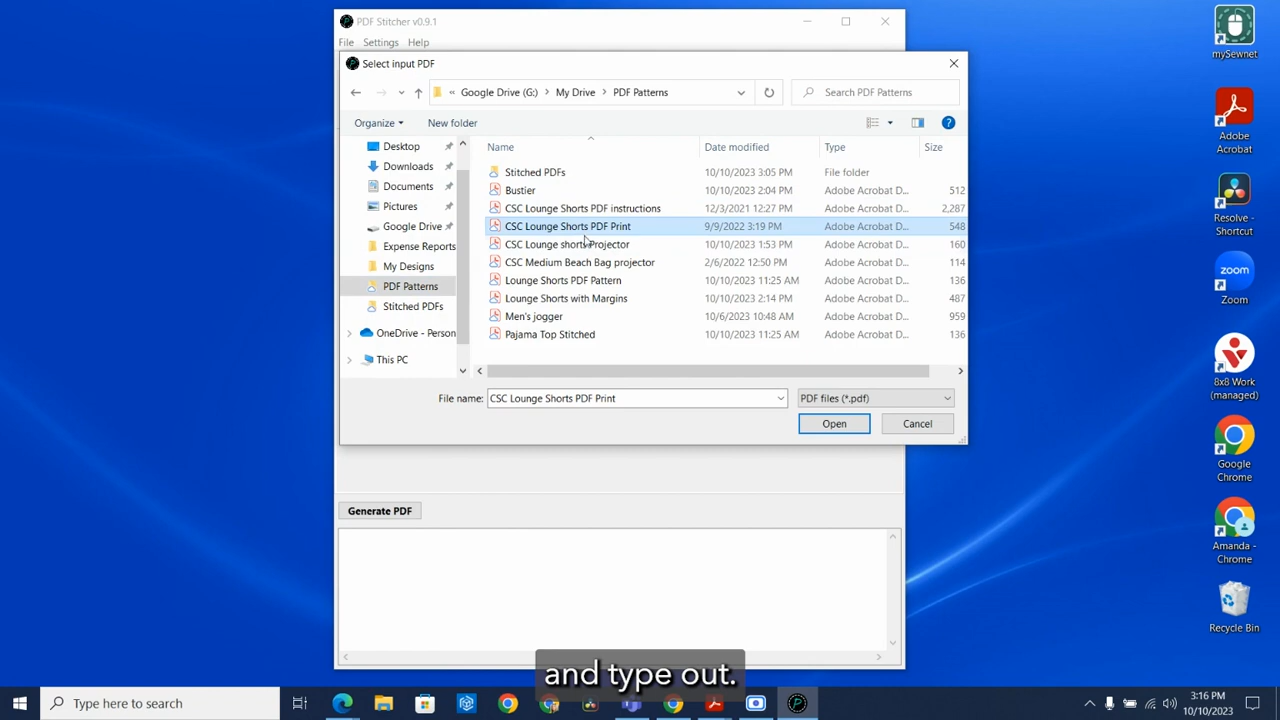 PDF Stitcher v0.9.1
File Settings Help
Select input PDF
« Google Drive (G:) > My Drive > PDF Patterns
Search PDF Patterns
Organize New folder
Name Date modified Type Size
Desktop
Downloads
Documents
Pictures
Google Drive
Expense Reports
My Designs
PDF Patterns
Stitched PDFs
OneDrive - Person
This PC
Stitched PDFs 10/10/2023 3:05 PM File folder
Bustier 10/10/2023 2:04 PM Adobe Acrobat D... 512
CSC Lounge Shorts PDF instructions 12/3/2021 12:27 PM Adobe Acrobat D... 2,287
CSC Lounge Shorts PDF Print 9/9/2022 3:19 PM Adobe Acrobat D... 548
CSC Lounge shorts Projector 10/10/2023 1:53 PM Adobe Acrobat D... 160
CSC Medium Beach Bag projector 2/6/2022 12:50 PM Adobe Acrobat D... 114
Lounge Shorts PDF Pattern 10/10/2023 11:25 AM Adobe Acrobat D... 136
Lounge Shorts with Margins 10/10/2023 2:14 PM Adobe Acrobat D... 487
Men's jogger 10/6/2023 10:48 AM Adobe Acrobat D... 959
Pajama Top Stitched 10/10/2023 11:25 AM Adobe Acrobat D... 136
File name: CSC Lounge Shorts PDF Print PDF files (*.pdf)
Open Cancel
Generate PDF
and type out.
mySewnet
Adobe
Acrobat
Resolve -
Shortcut
Zoom
zoom
8x8 Work
(managed)
Google
Chrome
Amanda -
Chrome
Recycle Bin
Type here to search
3:16 PM
10/10/2023